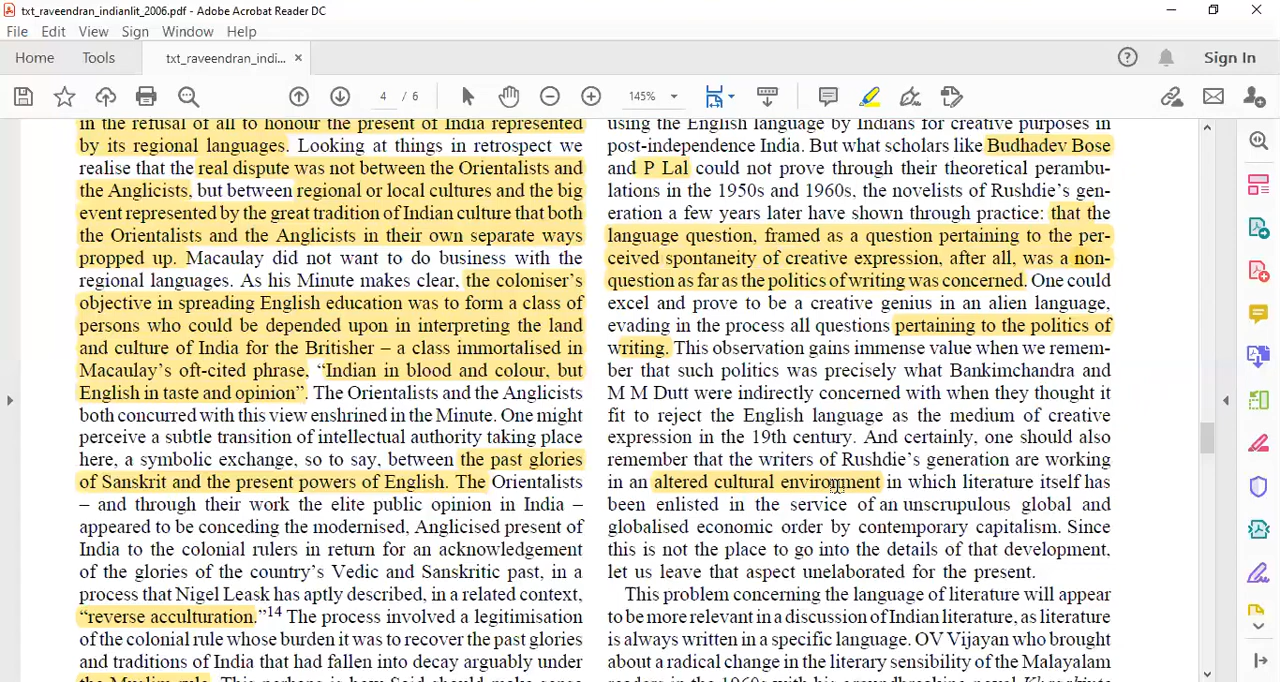 txt_raveendran_indianlit_2006.pdf - Adobe Acrobat Reader DC
File Edit View Sign Window Help
Home Tools txt_raveendran_indi... × Sign In
4 / 6 145%
in the refusal of all to honour the present of India represented
by its regional languages. Looking at things in retrospect we
realise that the real dispute was not between the Orientalists and
the Anglicists, but between regional or local cultures and the big
event represented by the great tradition of Indian culture that both
the Orientalists and the Anglicists in their own separate ways
propped up. Macaulay did not want to do business with the
regional languages. As his Minute makes clear, the coloniser's
objective in spreading English education was to form a class of
persons who could be depended upon in interpreting the land
and culture of India for the Britisher – a class immortalised in
Macaulay's oft-cited phrase, “Indian in blood and colour, but
English in taste and opinion”. The Orientalists and the Anglicists
both concurred with this view enshrined in the Minute. One might
perceive a subtle transition of intellectual authority taking place
here, a symbolic exchange, so to say, between the past glories
of Sanskrit and the present powers of English. The Orientalists
– and through their work the elite public opinion in India –
appeared to be conceding the modernised, Anglicised present of
India to the colonial rulers in return for an acknowledgement
of the glories of the country's Vedic and Sanskritic past, in a
process that Nigel Leask has aptly described, in a related context,
“reverse acculturation.”14 The process involved a legitimisation
of the colonial rule whose burden it was to recover the past glories
and traditions of India that had fallen into decay arguably under
the Muslim rule. This perhaps is how Said should make sense
using the English language by Indians for creative purposes in
post-independence India. But what scholars like Budhadev Bose
and P Lal could not prove through their theoretical perambu-
lations in the 1950s and 1960s, the novelists of Rushdie's gen-
eration a few years later have shown through practice: that the
language question, framed as a question pertaining to the per-
ceived spontaneity of creative expression, after all, was a non-
question as far as the politics of writing was concerned. One could
excel and prove to be a creative genius in an alien language,
evading in the process all questions pertaining to the politics of
writing. This observation gains immense value when we remem-
ber that such politics was precisely what Bankimchandra and
M M Dutt were indirectly concerned with when they thought it
fit to reject the English language as the medium of creative
expression in the 19th century. And certainly, one should also
remember that the writers of Rushdie's generation are working
in an altered cultural environment in which literature itself has
been enlisted in the service of an unscrupulous global and
globalised economic order by contemporary capitalism. Since
this is not the place to go into the details of that development,
let us leave that aspect unelaborated for the present.
This problem concerning the language of literature will appear
to be more relevant in a discussion of Indian literature, as literature
is always written in a specific language. OV Vijayan who brought
about a radical change in the literary sensibility of the Malayalam
readers in the 1960s with his groundbreaking novel